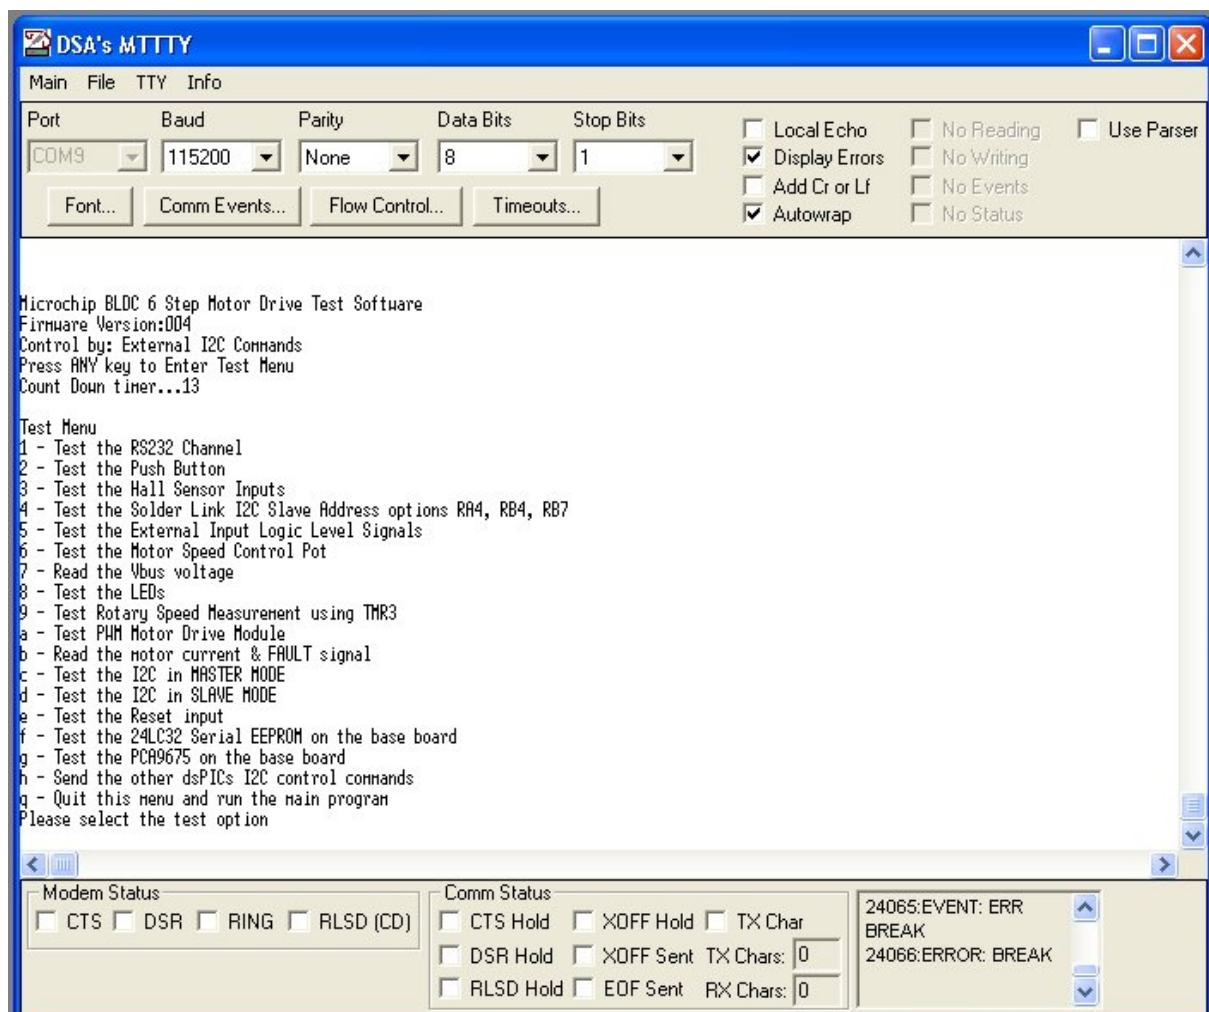 DSA's MTTTY
Main File TTY Info
Port Baud Parity Data Bits Stop Bits
COM9 115200 None 8 1
Font... Comm Events... Flow Control... Timeouts...
Local Echo No Reading Use Parser
Display Errors No Writing
Add Cr or Lf No Events
Autowrap No Status
Microchip BLDC 6 Step Motor Drive Test Software
Firmware Version:004
Control by: External I2C Commands
Press ANY key to Enter Test Menu
Count Down timer...13
Test Menu
1 - Test the RS232 Channel
2 - Test the Push Button
3 - Test the Hall Sensor Inputs
4 - Test the Solder Link I2C Slave Address options RA4, RB4, RB7
5 - Test the External Input Logic Level Signals
6 - Test the Motor Speed Control Pot
7 - Read the Vbus voltage
8 - Test the LEDs
9 - Test Rotary Speed Measurement using TMR3
a - Test PWM Motor Drive Module
b - Read the motor current & FAULT signal
c - Test the I2C in MASTER MODE
d - Test the I2C in SLAVE MODE
e - Test the Reset input
f - Test the 24LC32 Serial EEPROM on the base board
g - Test the PCA9675 on the base board
h - Send the other dsPICs I2C control commands
q - Quit this menu and run the main program
Please select the test option
Modem Status
CTS DSR RING RLSD (CD)
Comm Status
CTS Hold XOFF Hold TX Char
DSR Hold XOFF Sent TX Chars: 0
RLSD Hold EOF Sent RX Chars: 0
24065:EVENT: ERR
BREAK
24066:ERROR: BREAK